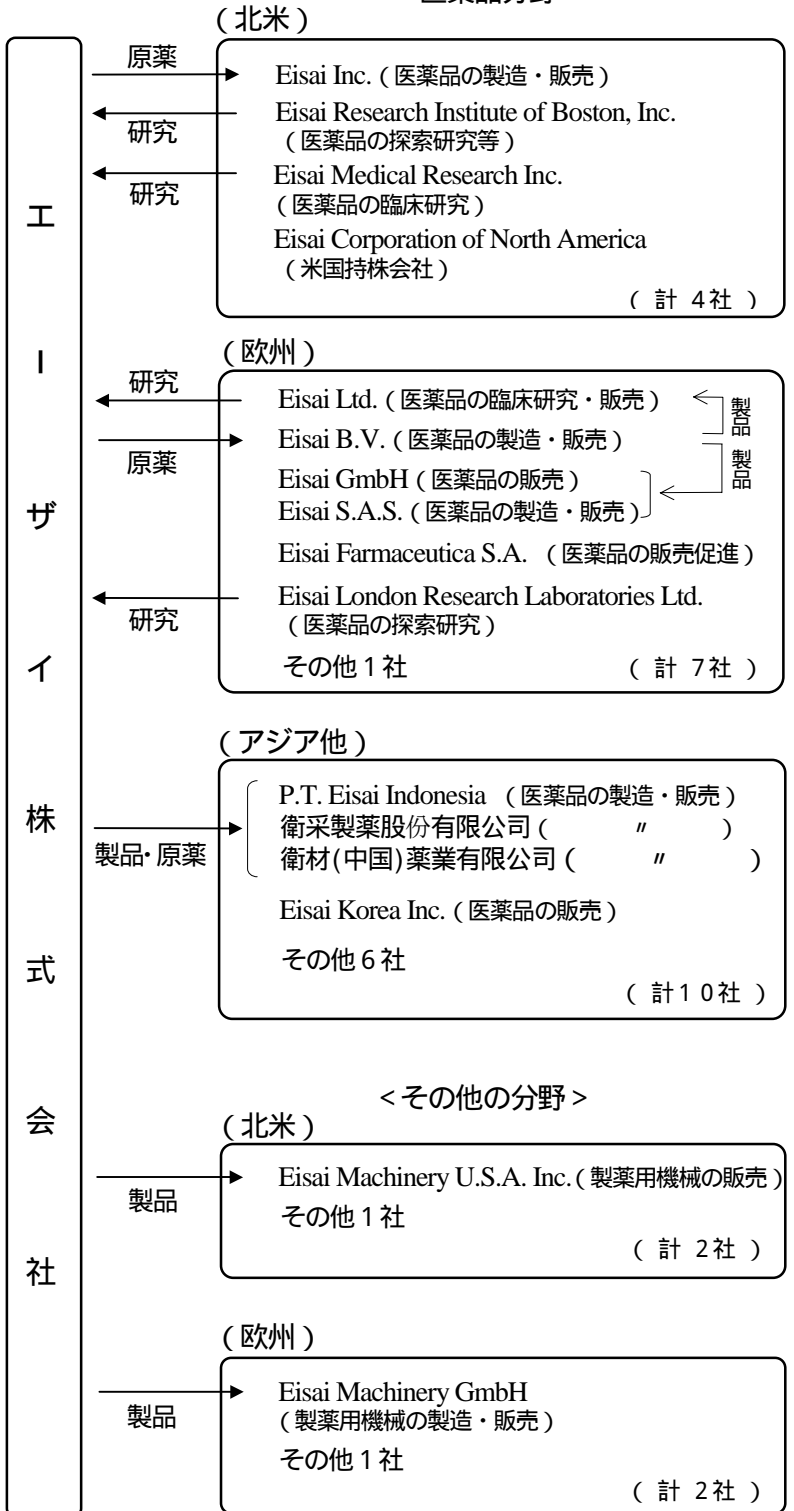 (北米)
エーザイ株式会社
原薬
Eisai Inc.(医薬品の製造・販売)
Eisai Research Institute of Boston, Inc.
研究
(医薬品の探索研究等)
Eisai Medical Research Inc.
研究
(医薬品の臨床研究)
Eisai Corporation of North America
(米国持株会社)
(計 4社)
(欧州)
研究
Eisai Ltd.(医薬品の臨床研究・販売)
製品
Eisai B.V.(医薬品の製造・販売)
原薬
製品
Eisai GmbH(医薬品の販売)
Eisai S.A.S.(医薬品の製造・販売)
Eisai Farmaceutica S.A. (医薬品の販売促進)
Eisai London Research Laboratories Ltd.
研究
(医薬品の探索研究)
その他1社
(計 7社)
(アジア他)
P.T. Eisai Indonesia (医薬品の製造・販売)
衛采製薬股份有限公司( 〃 )
製品・原薬
衛材(中国)薬業有限公司( 〃 )
Eisai Korea Inc.(医薬品の販売)
その他6社
(計10社)
<その他の分野>
(北米)
Eisai Machinery U.S.A. Inc.(製薬用機械の販売)
製品
その他1社
(計 2社)
(欧州)
Eisai Machinery GmbH
製品
(製薬用機械の製造・販売)
その他1社
(計 2社)